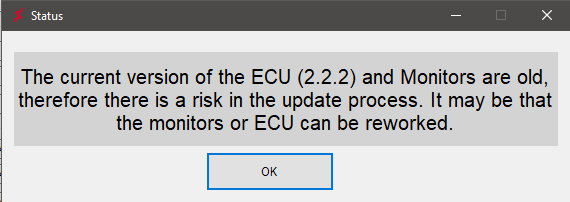 Status
The current version of the ECU (2.2.2) and Monitors are old,
therefore there is a risk in the update process. It may be that
the monitors or ECU can be reworked.
OK